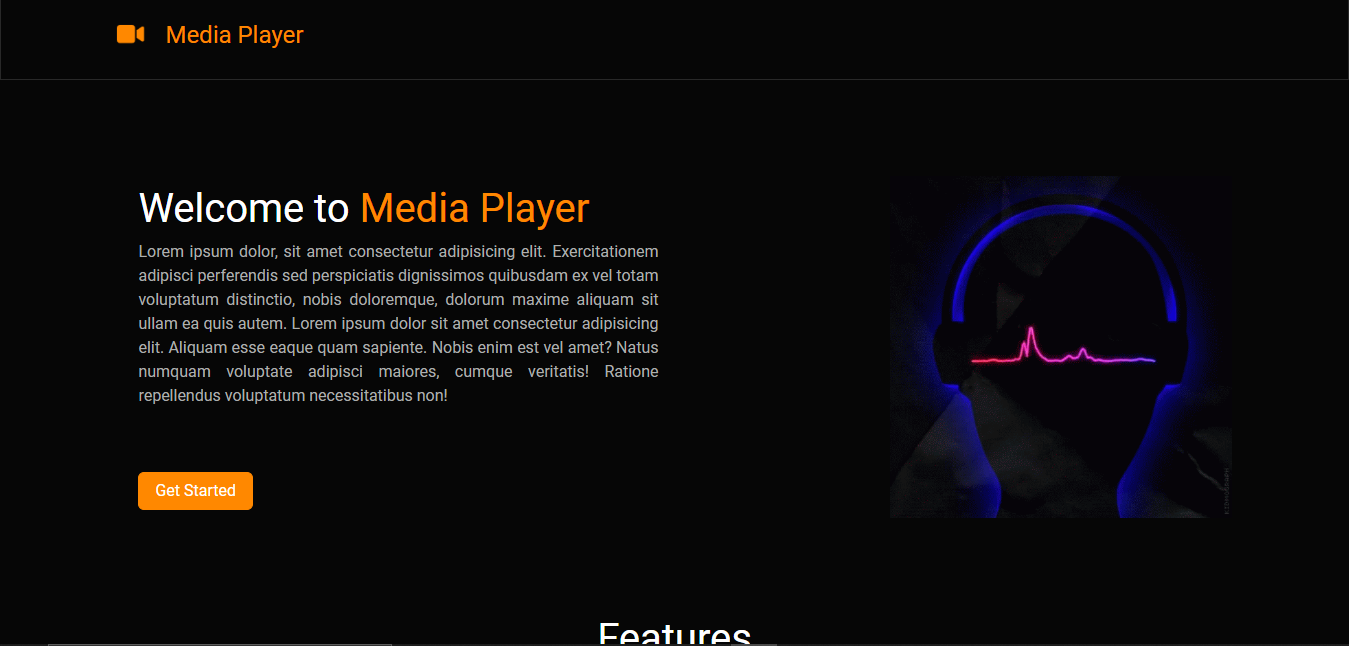 Media Player
Welcome to Media Player
Lorem ipsum dolor, sit amet consectetur adipisicing elit. Exercitationem
adipisci perferendis sed perspiciatis dignissimos quibusdam ex vel totam
voluptatum distinctio, nobis doloremque, dolorum maxime aliquam sit
ullam ea quis autem. Lorem ipsum dolor sit amet consectetur adipisicing
elit. Aliquam esse eaque quam sapiente. Nobis enim est vel amet? Natus
numquam voluptate adipisci maiores, cumque veritatis! Ratione
repellendus voluptatum necessitatibus non!
Get Started
Features